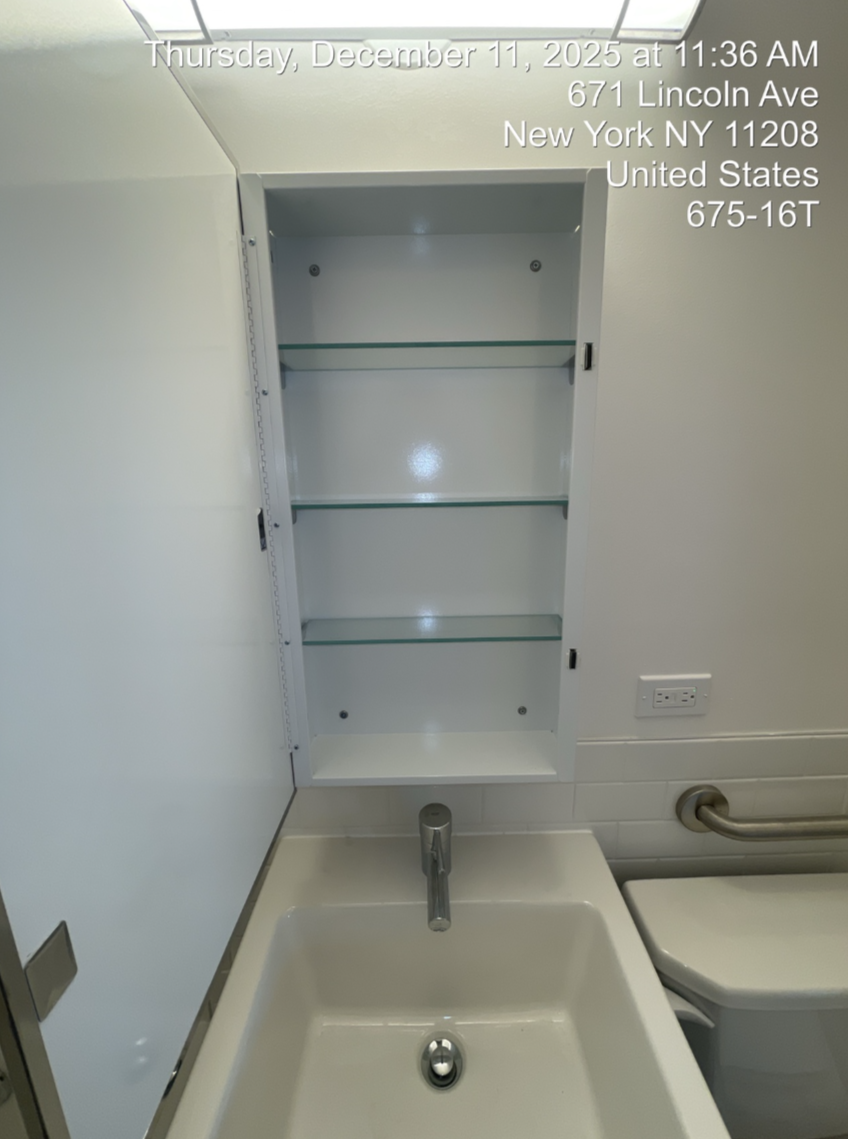 Thursday, December 11, 2025 at 11:36 AM
671 Lincoln Ave
New York NY 11208
United States
675-16T